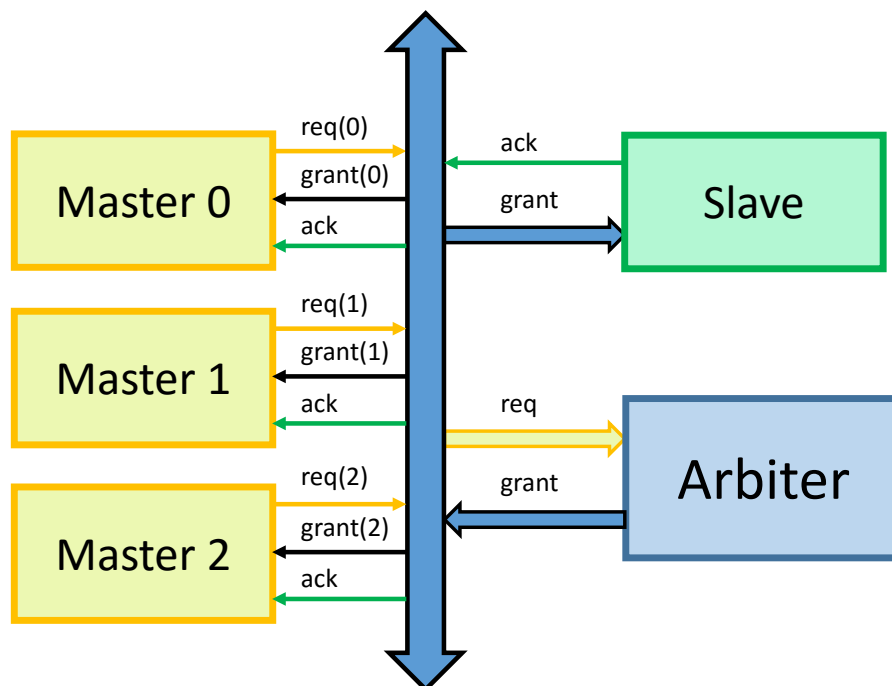 req(0)
grant(0)
Master 0
ack
req(1)
grant(1)
Master 1
ack
req(2)
grant(2)
Master 2
ack
ack
grant
Slave
req
grant
Arbiter